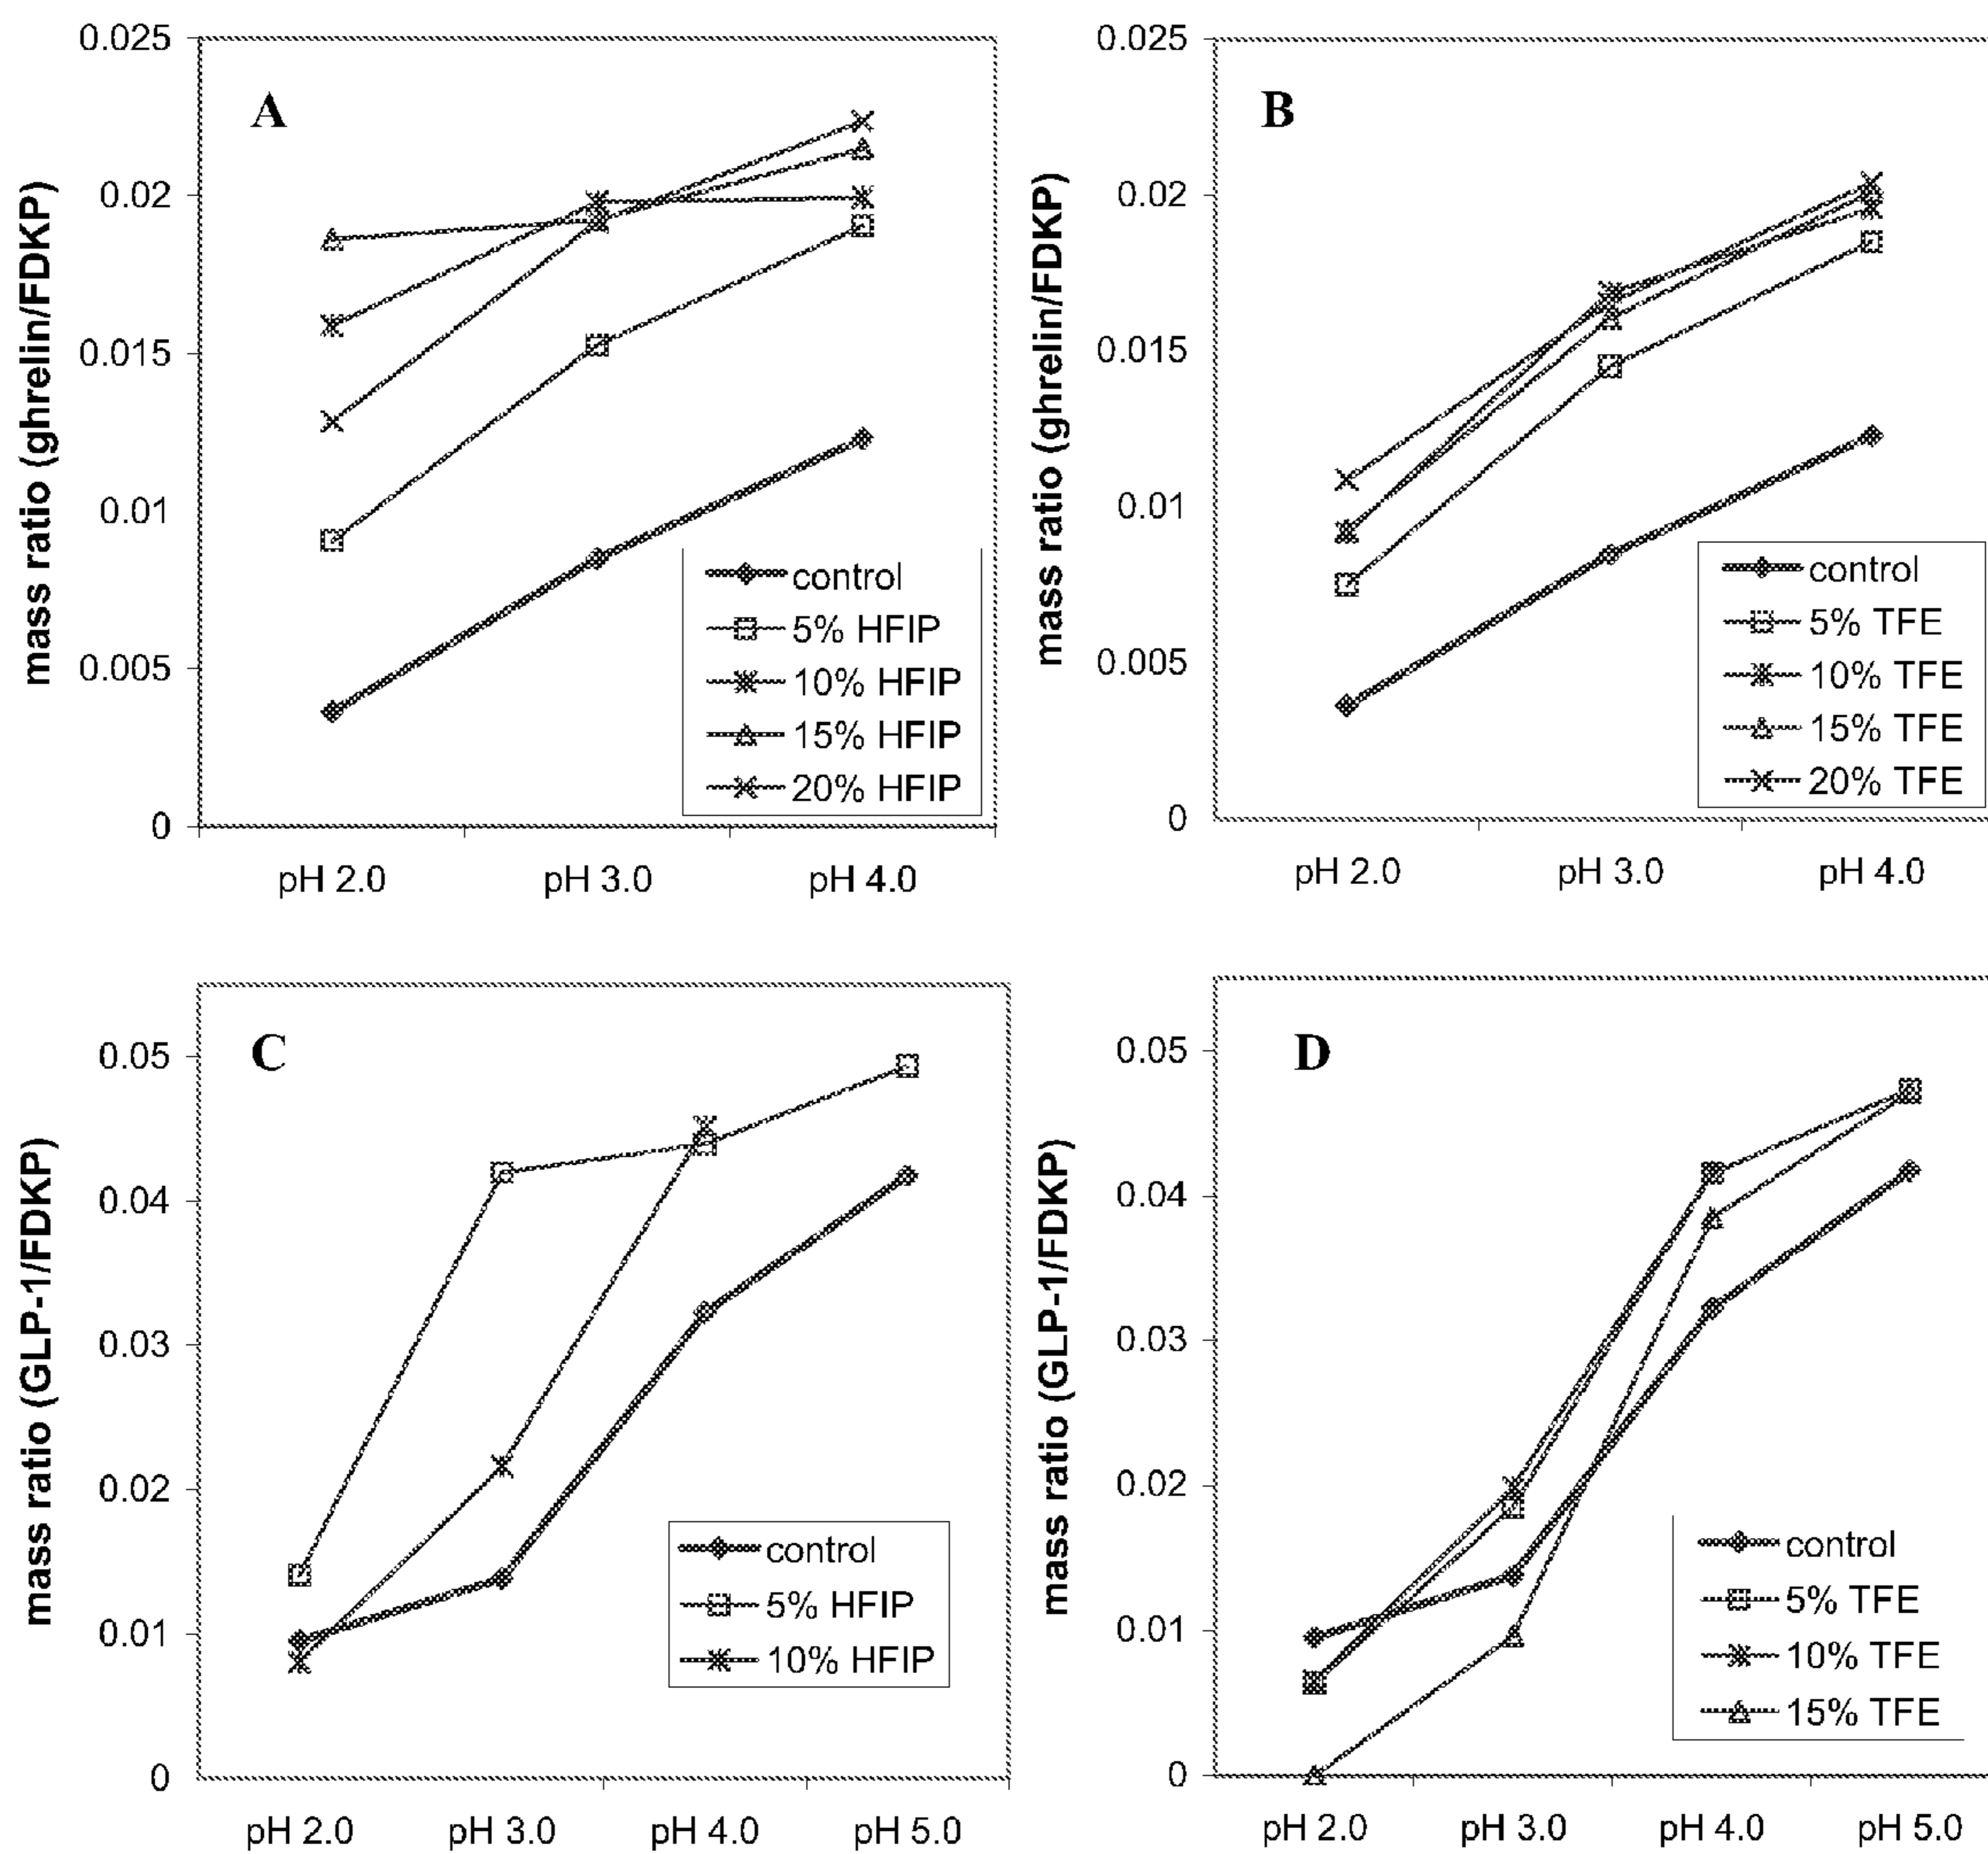 A
mass ratio (ghrelin/FDKP)
0.025
0.02
0.015
0.01
0.005
0
pH 2.0
pH 3.0
pH 4.0
control
5% HFIP
10% HFIP
15% HFIP
20% HFIP
B
mass ratio (ghrelin/FDKP)
0.025
0.02
0.015
0.01
0.005
0
pH 2.0
pH 3.0
pH 4.0
control
5% TFE
10% TFE
15% TFE
20% TFE
C
mass ratio (GLP-1/FDKP)
0.05
0.04
0.03
0.02
0.01
0
pH 2.0
pH 3.0
pH 4.0
pH 5.0
control
5% HFIP
10% HFIP
D
mass ratio (GLP-1/FDKP)
0.05
0.04
0.03
0.02
0.01
0
pH 2.0
pH 3.0
pH 4.0
pH 5.0
control
5% TFE
10% TFE
15% TFE